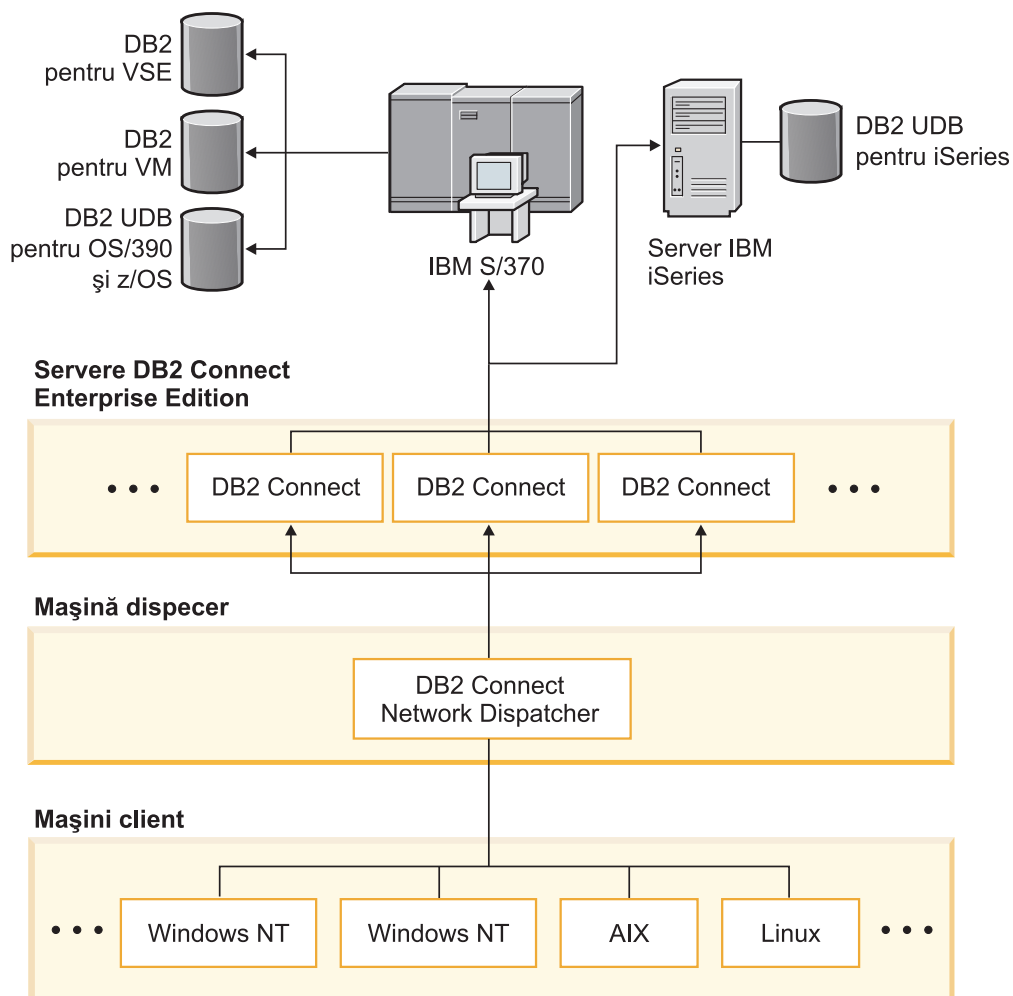 DB2
pentru VSE
DB2
pentru VM
DB2 UDB
pentru OS/390
şi z/OS
IBM S/370
Server IBM
iSeries
DB2 UDB
pentru iSeries
Servere DB2 Connect
Enterprise Edition
• • • DB2 Connect DB2 Connect DB2 Connect • • •
Maşină dispecer
DB2 Connect
Network Dispatcher
Maşini client
• • • Windows NT Windows NT AIX Linux • • •